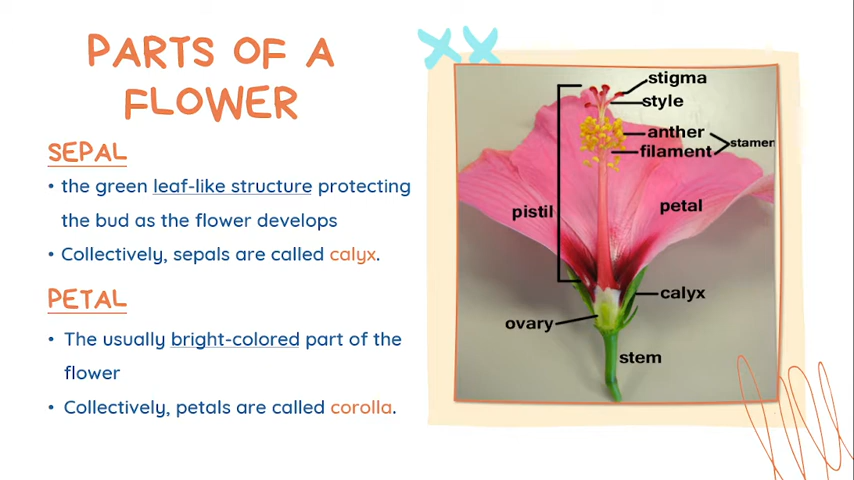 PARTS OF A
FLOWER
SEPAL
• the green leaf-like structure protecting
the bud as the flower develops
• Collectively, sepals are called calyx.
PETAL
• The usually bright-colored part of the
flower
• Collectively, petals are called corolla.
stigma
style
anther
stamen
filament
pistil
petal
calyx
ovary
stem